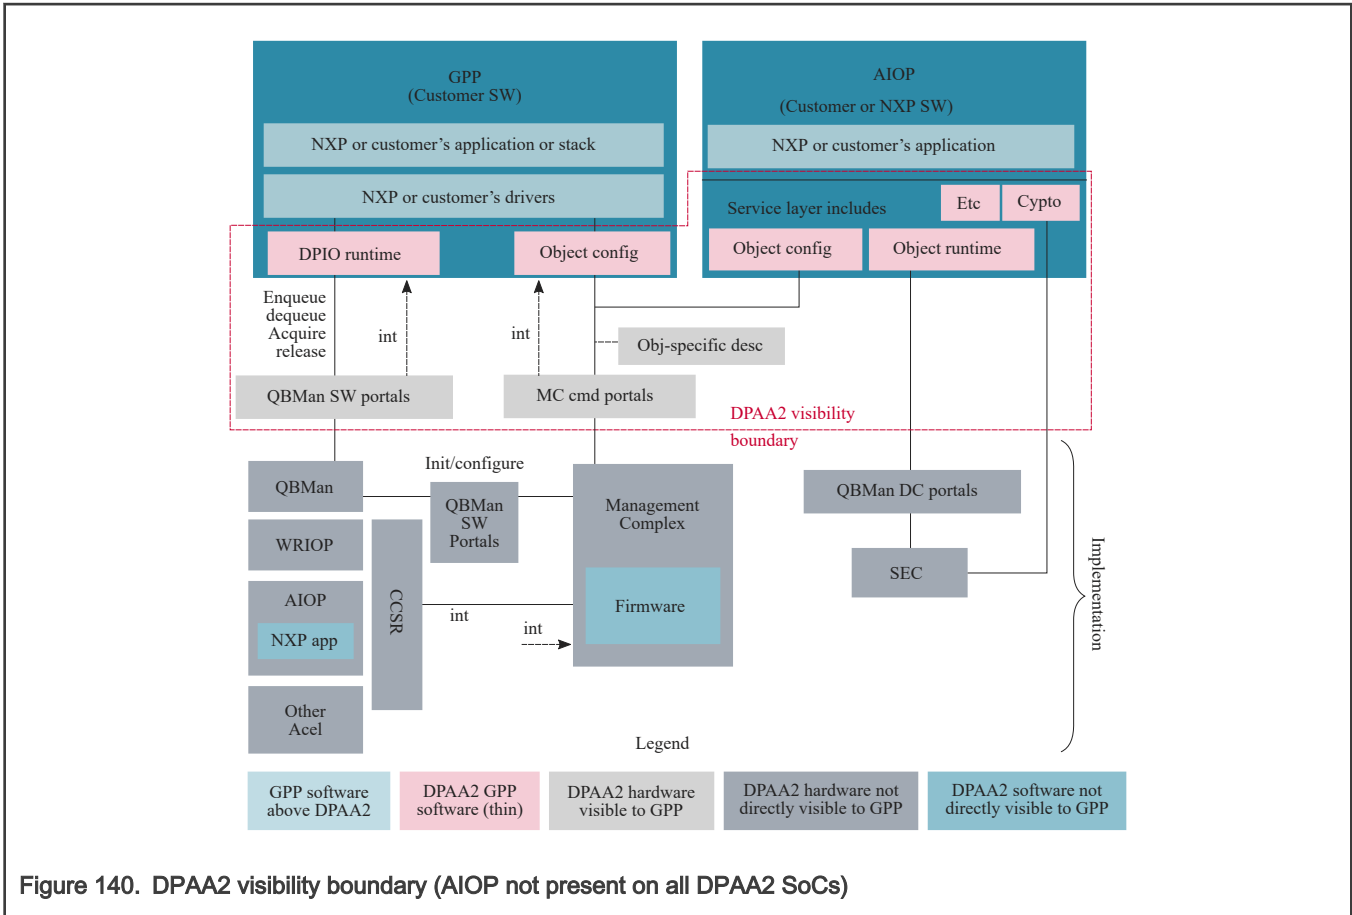 GPP
(Customer SW)
NXP or customer's application or stack
NXP or customer's drivers
DPIO runtime
Object config
AIOP
(Customer or NXP SW)
NXP or customer's application
Service layer includes
Etc
Cypto
Object config
Object runtime
Enqueue
dequeue
Acquire
release
int
int
Obj-specific desc
QBMan SW portals
MC cmd portals
DPAA2 visibility
boundary
QBMan
Init/configure
QBMan
SW
Portals
Management
Complex
Firmware
QBMan DC portals
SEC
WRIOP
AIOP
NXP app
CCSR
int
int
Other
Acel
Implementation
Legend
GPP software
above DPAA2
DPAA2 GPP
software (thin)
DPAA2 hardware
visible to GPP
DPAA2 hardware not
directly visible to GPP
DPAA2 software not
directly visible to GPP
Figure 140. DPAA2 visibility boundary (AIOP not present on all DPAA2 SoCs)